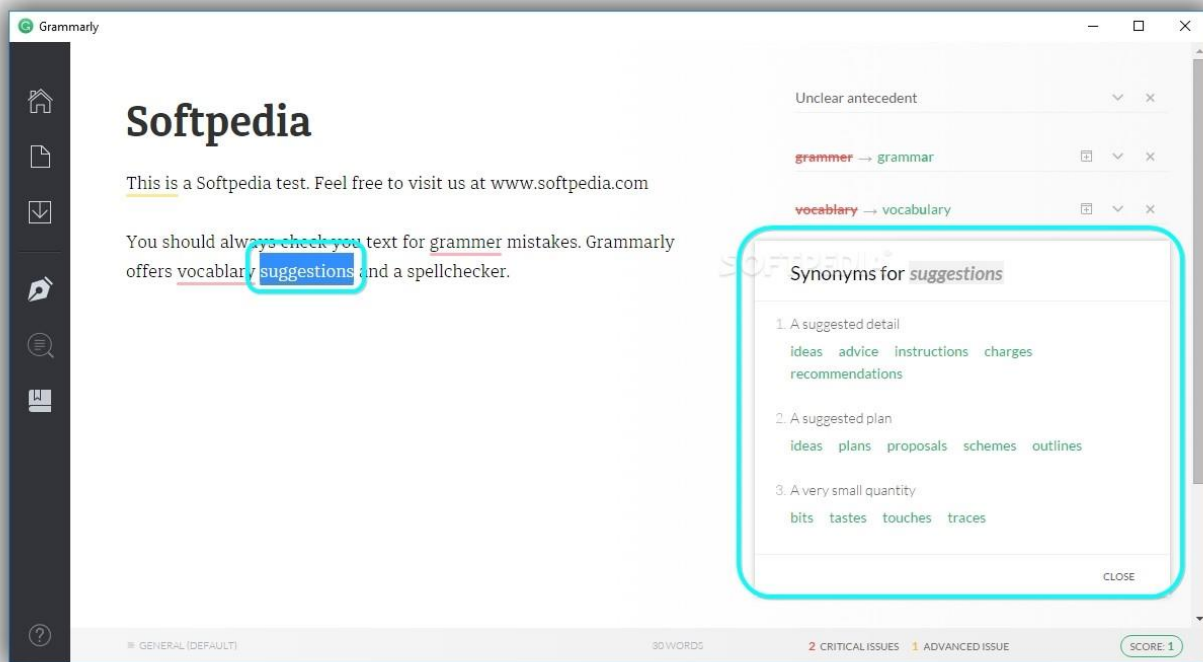 Grammarly
Softpedia
This is a Softpedia test. Feel free to visit us at www.softpedia.com
You should always check you text for grammer mistakes. Grammarly
offers vocablary suggestions and a spellchecker.
Unclear antecedent
grammer → grammar
vocablary → vocabulary
SOFTPEDIA
Synonyms for suggestions
1. A suggested detail
ideas advice instructions charges
recommendations
2. A suggested plan
ideas plans proposals schemes outlines
3. A very small quantity
bits tastes touches traces
CLOSE
GENERAL (DEFAULT)
30 WORDS
2 CRITICAL ISSUES 1 ADVANCED ISSUE
SCORE: 1